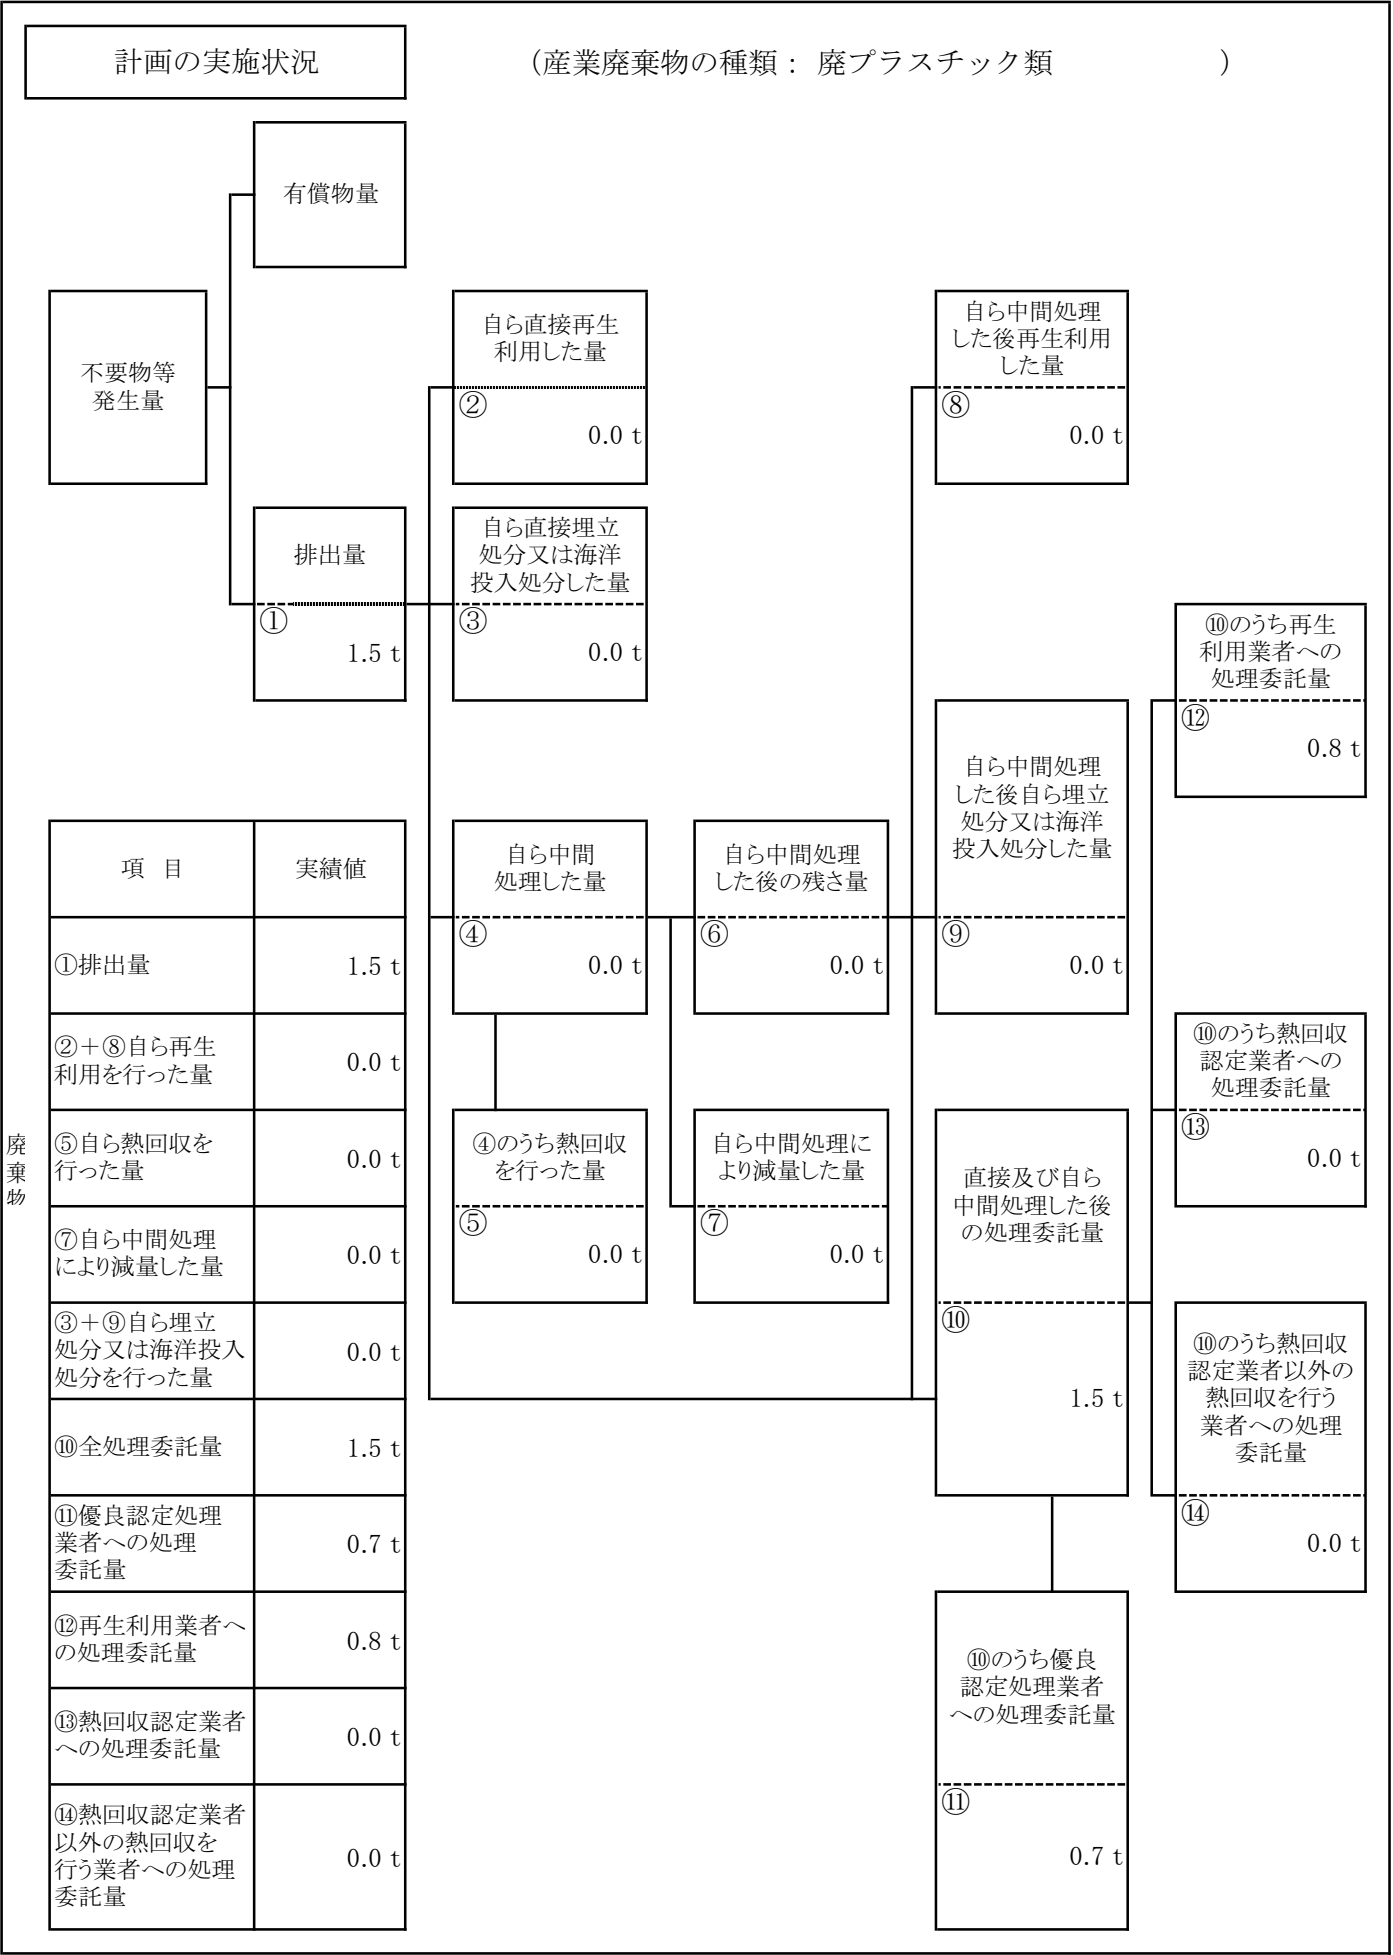 計画の実施状況
（産業廃棄物の種類： 廃プラスチック類 ）
有償物量
不要物等
発生量
自ら直接再生
利用した量
②
0.0 t
自ら中間処理
した後再生利用
した量
⑧
0.0 t
排出量
①
1.5 t
自ら直接埋立
処分又は海洋
投入処分した量
③
0.0 t
⑩のうち再生
利用業者への
処理委託量
⑫
0.8 t
自ら中間処理
した後自ら埋立
処分又は海洋
投入処分した量
⑨
0.0 t
自ら中間
処理した量
④
0.0 t
自ら中間処理
した後の残さ量
⑥
0.0 t
⑩のうち熱回収
認定業者への
処理委託量
⑬
0.0 t
④のうち熱回収
を行った量
⑤
0.0 t
自ら中間処理に
より減量した量
⑦
0.0 t
直接及び自ら
中間処理した後
の処理委託量
⑩
1.5 t
⑩のうち熱回収
認定業者以外の
熱回収を行う
業者への処理
委託量
⑭
0.0 t
⑩のうち優良
認定処理業者
への処理委託量
⑪
0.7 t
項 目 実績値
①排出量 1.5 t
②＋⑧自ら再生
利用を行った量 0.0 t
⑤自ら熱回収を
行った量 0.0 t
⑦自ら中間処理
により減量した量 0.0 t
③＋⑨自ら埋立
処分又は海洋投入
処分を行った量 0.0 t
⑩全処理委託量 1.5 t
⑪優良認定処理
業者への処理
委託量 0.7 t
⑫再生利用業者へ
の処理委託量 0.8 t
⑬熱回収認定業者
への処理委託量 0.0 t
⑭熱回収認定業者
以外の熱回収を
行う業者への処理
委託量 0.0 t
廃
棄
物